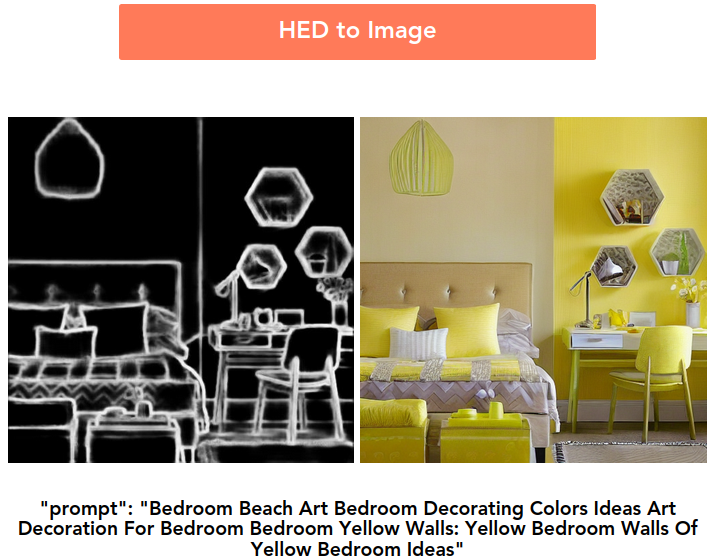 HED to Image
"prompt": "Bedroom Beach Art Bedroom Decorating Colors Ideas Art
Decoration For Bedroom Bedroom Yellow Walls: Yellow Bedroom Walls Of
Yellow Bedroom Ideas"